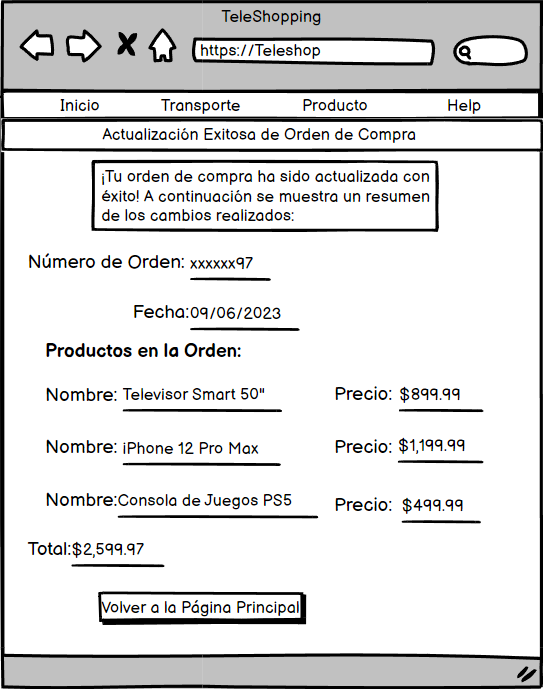 TeleShopping
https://Teleshop
Inicio Transporte Producto Help
Actualización Exitosa de Orden de Compra
¡Tu orden de compra ha sido actualizada con
éxito! A continuación se muestra un resumen
de los cambios realizados:
Número de Orden: xxxxxx97
Fecha:09/06/2023
Productos en la Orden:
Nombre: Televisor Smart 50" Precio: $899.99
Nombre: iPhone 12 Pro Max Precio: $1,199.99
Nombre:Consola de Juegos PS5 Precio: $499.99
Total:$2,599.97
Volver a la Página Principal